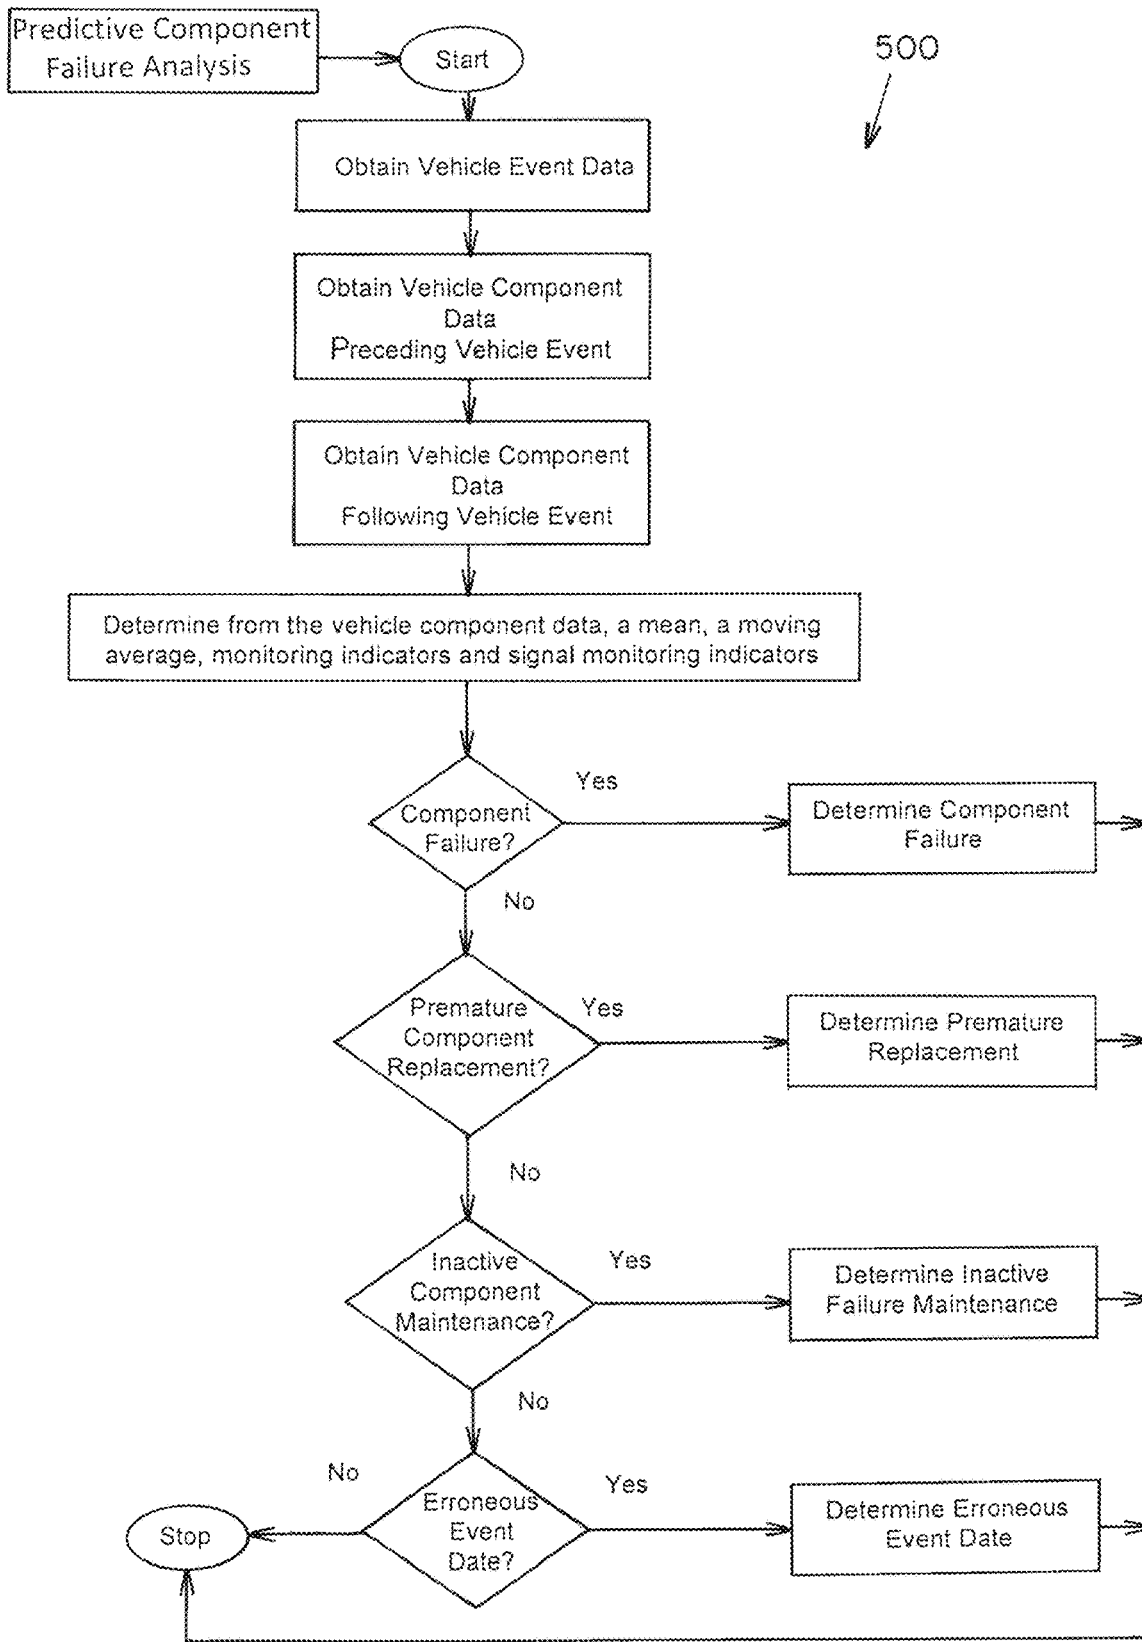 Predictive Component
Failure Analysis
Start
500
Obtain Vehicle Event Data
Obtain Vehicle Component
Data
Preceding Vehicle Event
Obtain Vehicle Component
Data
Following Vehicle Event
Determine from the vehicle component data, a mean, a moving
average, monitoring indicators and signal monitoring indicators
Component
Failure?
Yes
Determine Component
Failure
No
Premature
Component
Replacement?
Yes
Determine Premature
Replacement
No
Inactive
Component
Maintenance?
Yes
Determine Inactive
Failure Maintenance
No
Erroneous
Event
Date?
No
Yes
Determine Erroneous
Event Date
Stop